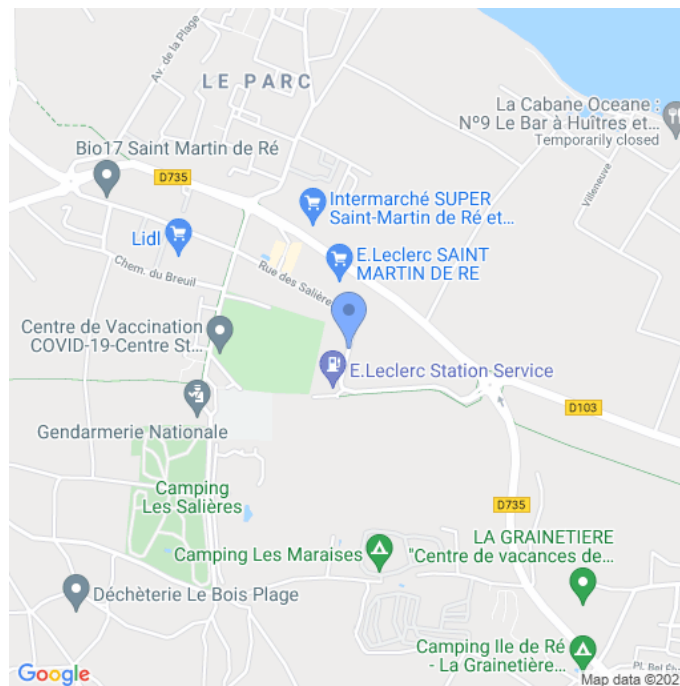 Av. de la Plage
LE PARC
La Cabane Oceane :
N°9 Le Bar à Huîtres et...
Temporarily closed
Bio17 Saint Martin de Ré
D735
Villeneuve
Intermarché SUPER
Saint-Martin de Ré et...
Lidl
E.Leclerc SAINT
MARTIN DE RE
Chem. du Breuil
Rue des Salière
Centre de Vaccination
COVID-19-Centre St...
E.Leclerc Station Service
D103
Gendarmerie Nationale
Camping
Les Salières
D735
LA GRAINETIERE
"Centre de vacances de...
Camping Les Maraises
Déchèterie Le Bois Plage
Camping Ile de Ré
- La Grainetière...
Google
Map data ©202